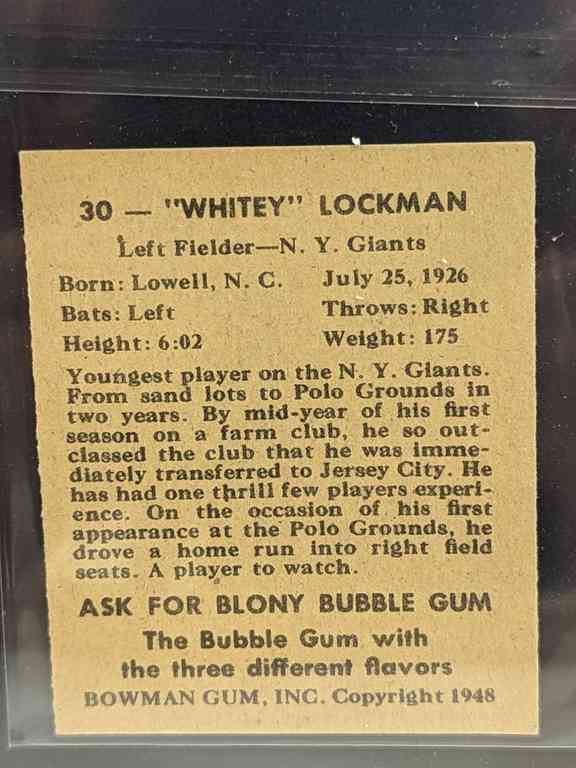 30 — "WHITEY" LOCKMAN
Left Fielder—N. Y. Giants
Born: Lowell, N. C. July 25, 1926
Bats: Left Throws: Right
Height: 6:02 Weight: 175
Youngest player on the N. Y. Giants.
From sand lots to Polo Grounds in
two years. By mid-year of his first
season on a farm club, he so out-
classed the club that he was imme-
diately transferred to Jersey City. He
has had one thrill few players experi-
ence. On the occasion of his first
appearance at the Polo Grounds, he
drove a home run into right field
seats. A player to watch.
ASK FOR BLONY BUBBLE GUM
The Bubble Gum with
the three different flavors
BOWMAN GUM, INC. Copyright 1948